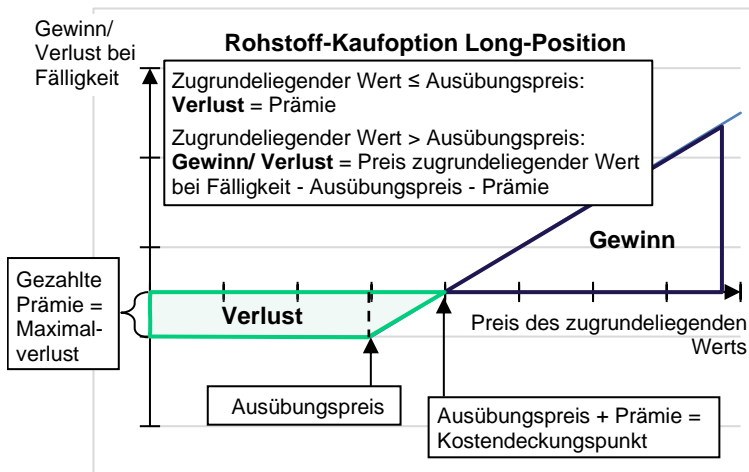 Gewinn/
Verlust bei
Fälligkeit
Rohstoff-Kaufoption Long-Position
Zugrundeliegender Wert ≤ Ausübungspreis:
Verlust = Prämie
Zugrundeliegender Wert > Ausübungspreis:
Gewinn/ Verlust = Preis zugrundeliegender Wert
bei Fälligkeit - Ausübungspreis - Prämie
Gewinn
Gezahlte
Prämie =
Maximal-
verlust
Verlust
Preis des zugrundeliegenden
Werts
Ausübungspreis
Ausübungspreis + Prämie =
Kostendeckungspunkt